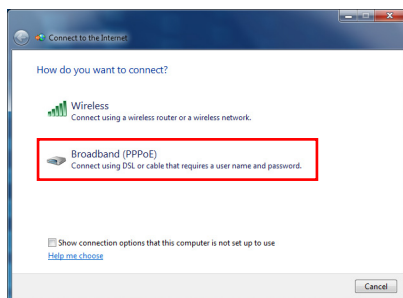 Connect to the Internet
How do you want to connect?
Wireless
Connect using a wireless router or a wireless network.
Broadband (PPPoE)
Connect using DSL or cable that requires a user name and password.
Show connection options that this computer is not set up to use
Help me choose
Cancel